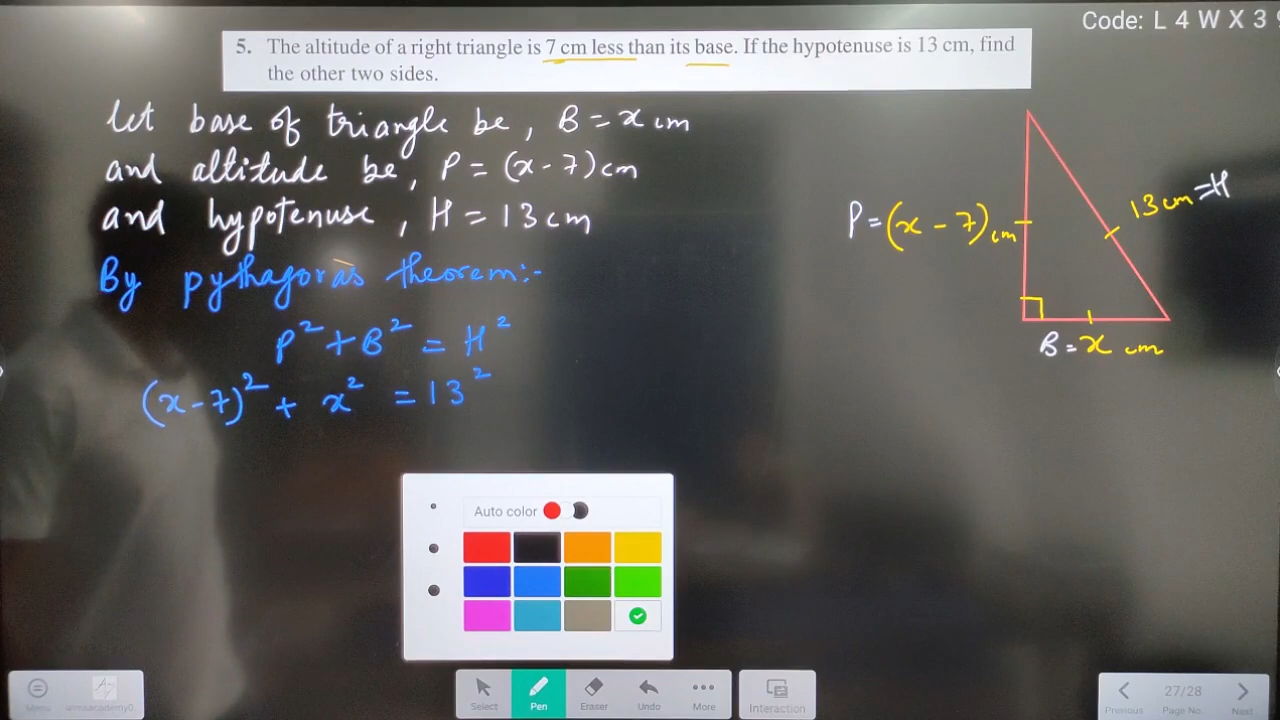 Code: L 4 W X 3
5. The altitude of a right triangle is 7 cm less than its base. If the hypotenuse is 13 cm, find
the other two sides.
let base of triangle be, B = x cm
and altitude be, P = (x - 7) cm
and hypotenuse, H = 13 cm
By pythagoras theorem:-
P² + B² = H²
(x - 7)² + x² = 13²
P = (x - 7) cm
13 cm = H
B = x cm
Auto color
Menu
Select
Pen
Eraser
Undo
More
Interaction
Previous
27/28
Page No.
Next